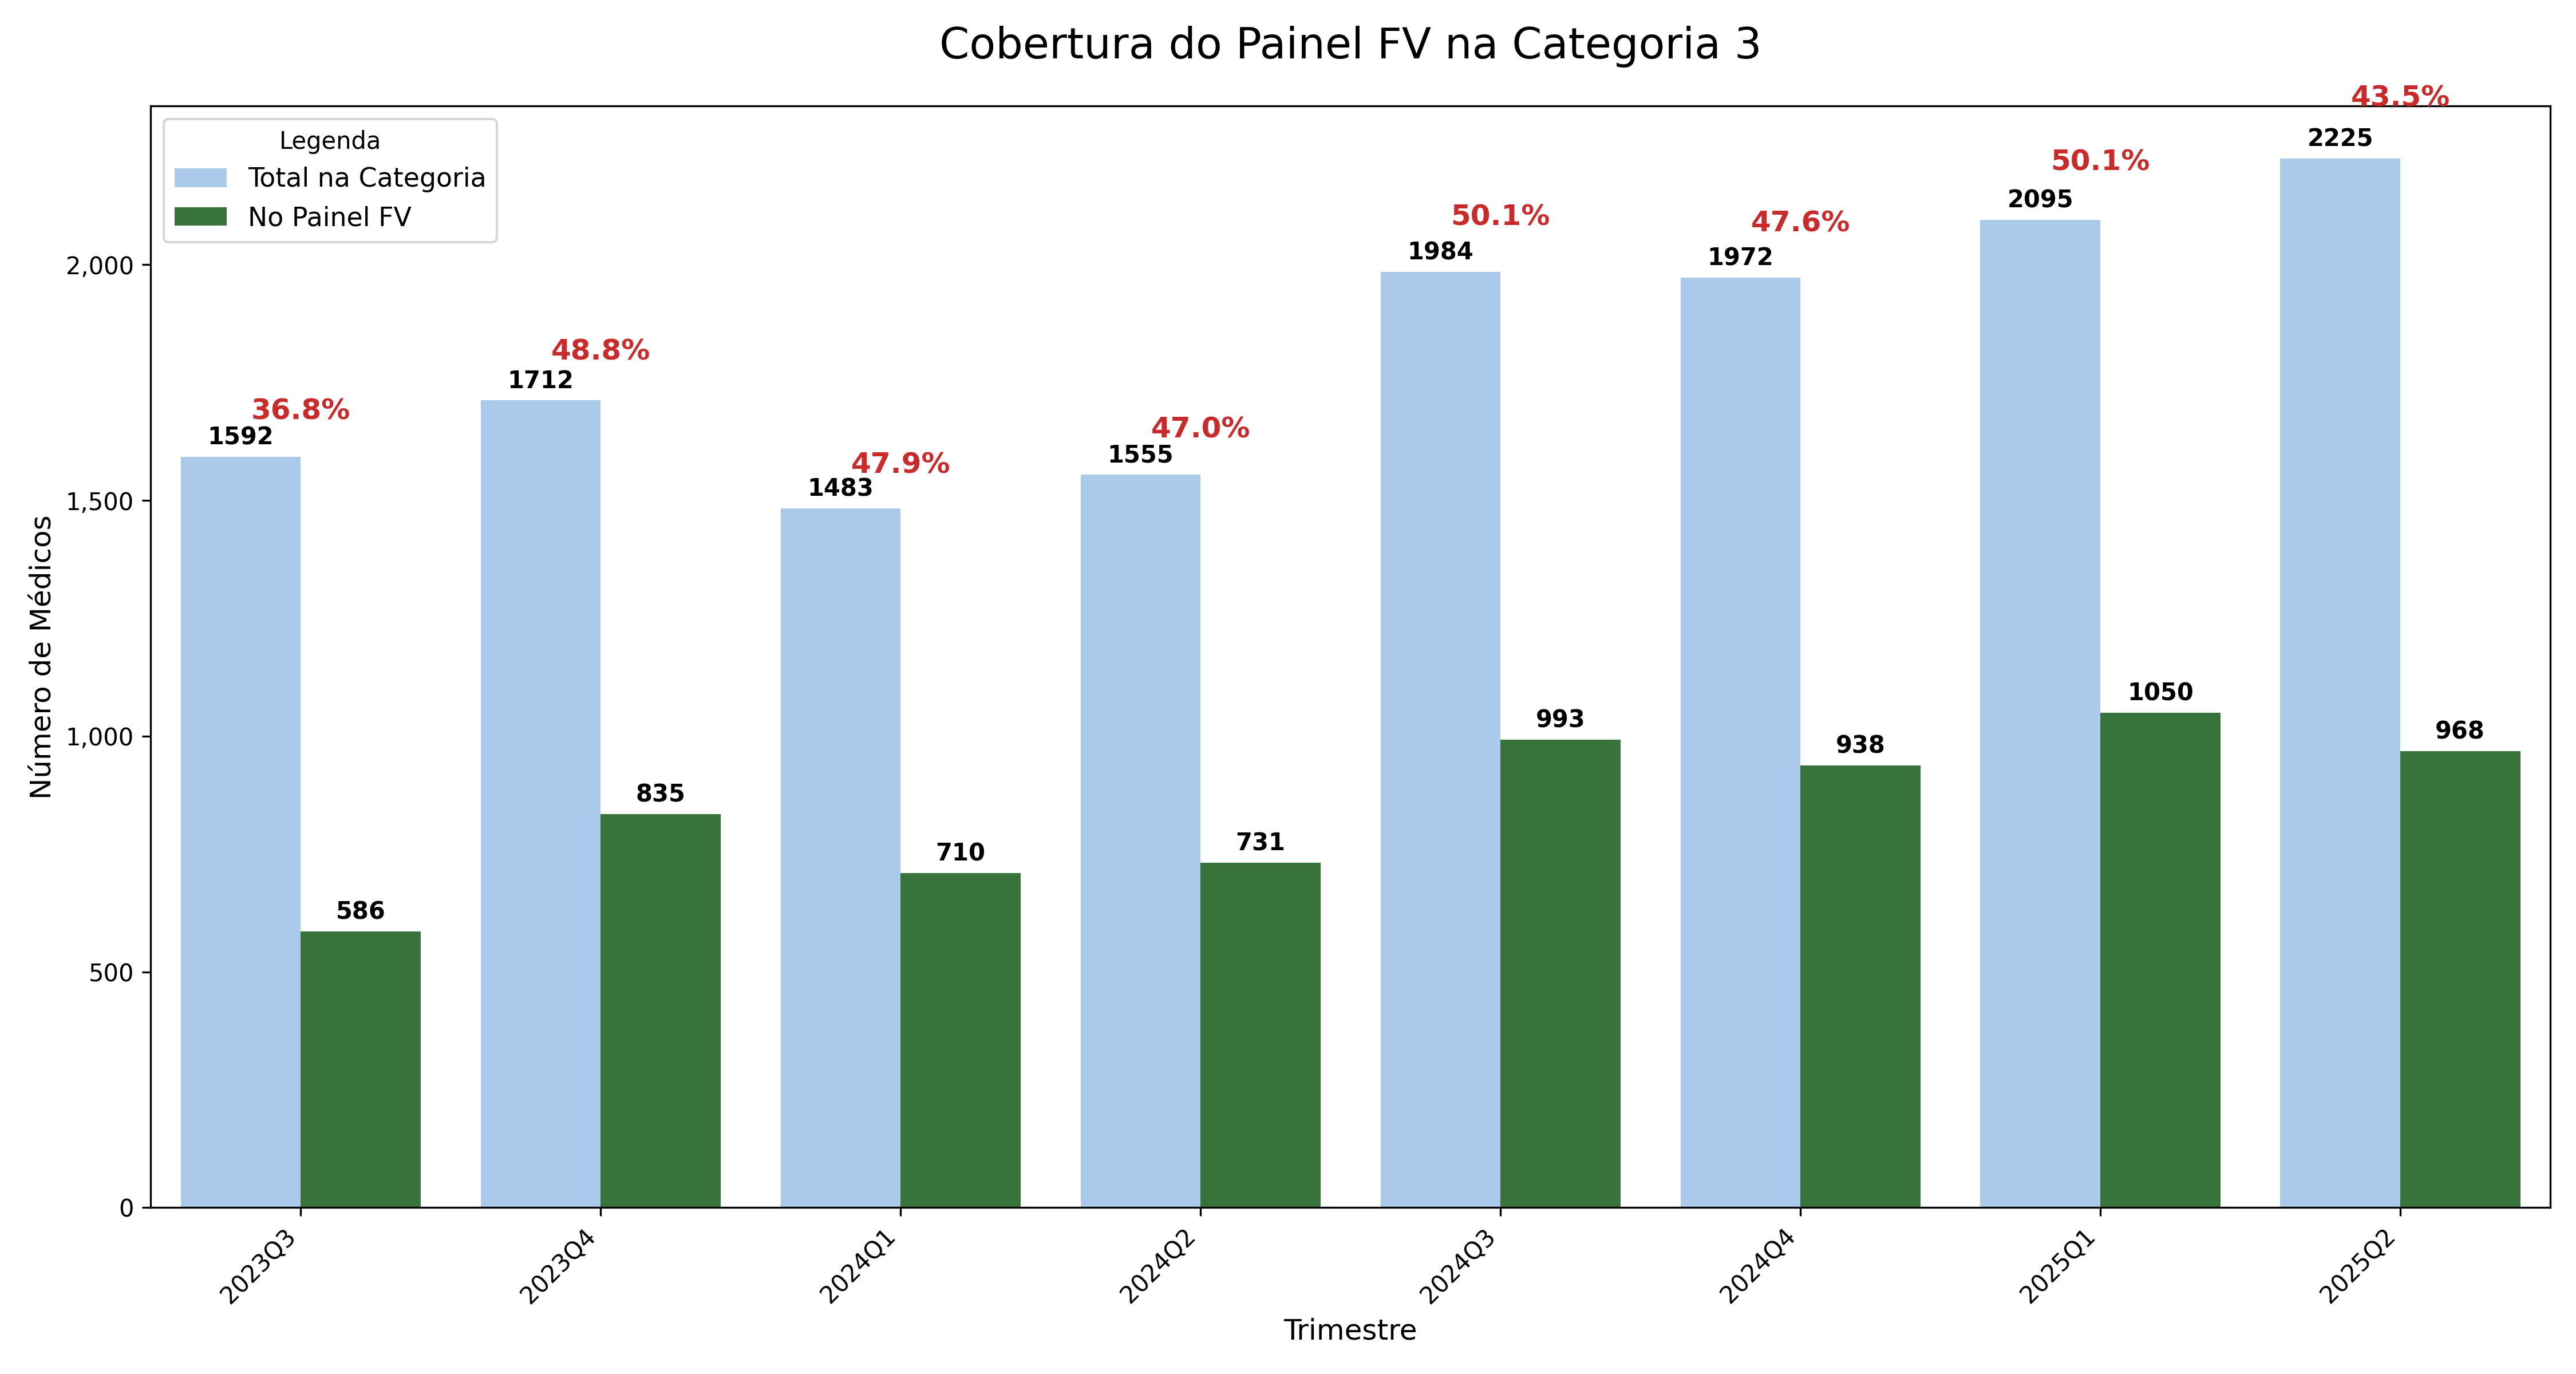 Cobertura do Painel FV na Categoria 3
Legenda
Total na Categoria
No Painel FV
Número de Médicos
2,000
1,500
1,000
500
0
36.8%
1592
586
48.8%
1712
835
47.9%
1483
710
47.0%
1555
731
50.1%
1984
993
47.6%
1972
938
50.1%
2095
1050
43.5%
2225
968
2023Q3
2023Q4
2024Q1
2024Q2
2024Q3
2024Q4
2025Q1
2025Q2
Trimestre